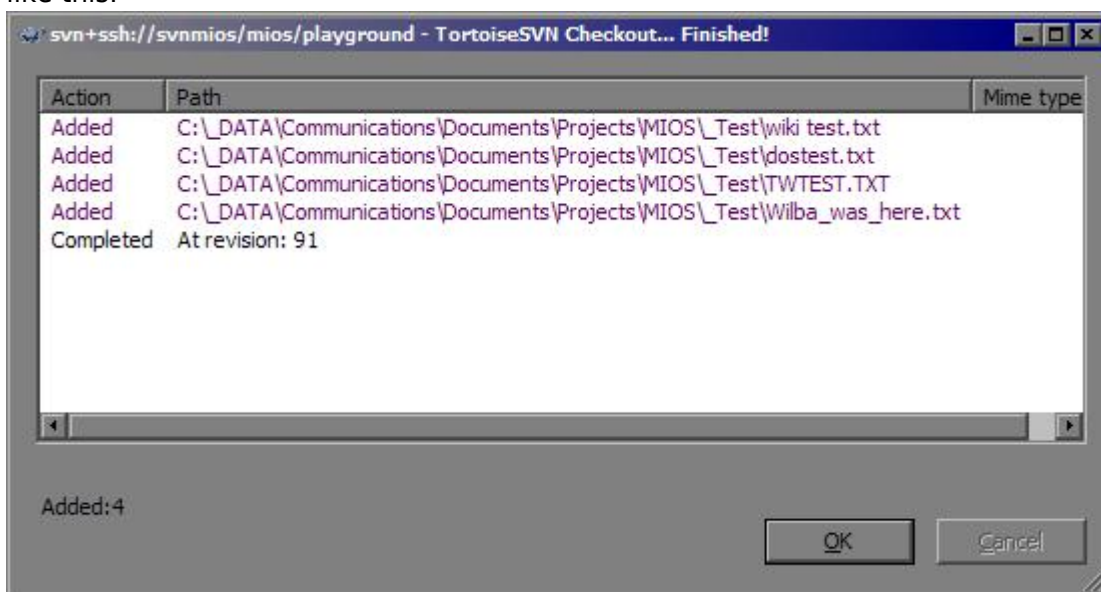 like this:
svn+ssh://svnmios/mios/playground - TortoiseSVN Checkout... Finished!
Action Path Mime type
Added C:\_DATA\Communications\Documents\Projects\MIOS\_Test\wiki test.txt
Added C:\_DATA\Communications\Documents\Projects\MIOS\_Test\dostest.txt
Added C:\_DATA\Communications\Documents\Projects\MIOS\_Test\TWTEST.TXT
Added C:\_DATA\Communications\Documents\Projects\MIOS\_Test\Wilba_was_here.txt
Completed At revision: 91
Added:4
OK Cancel